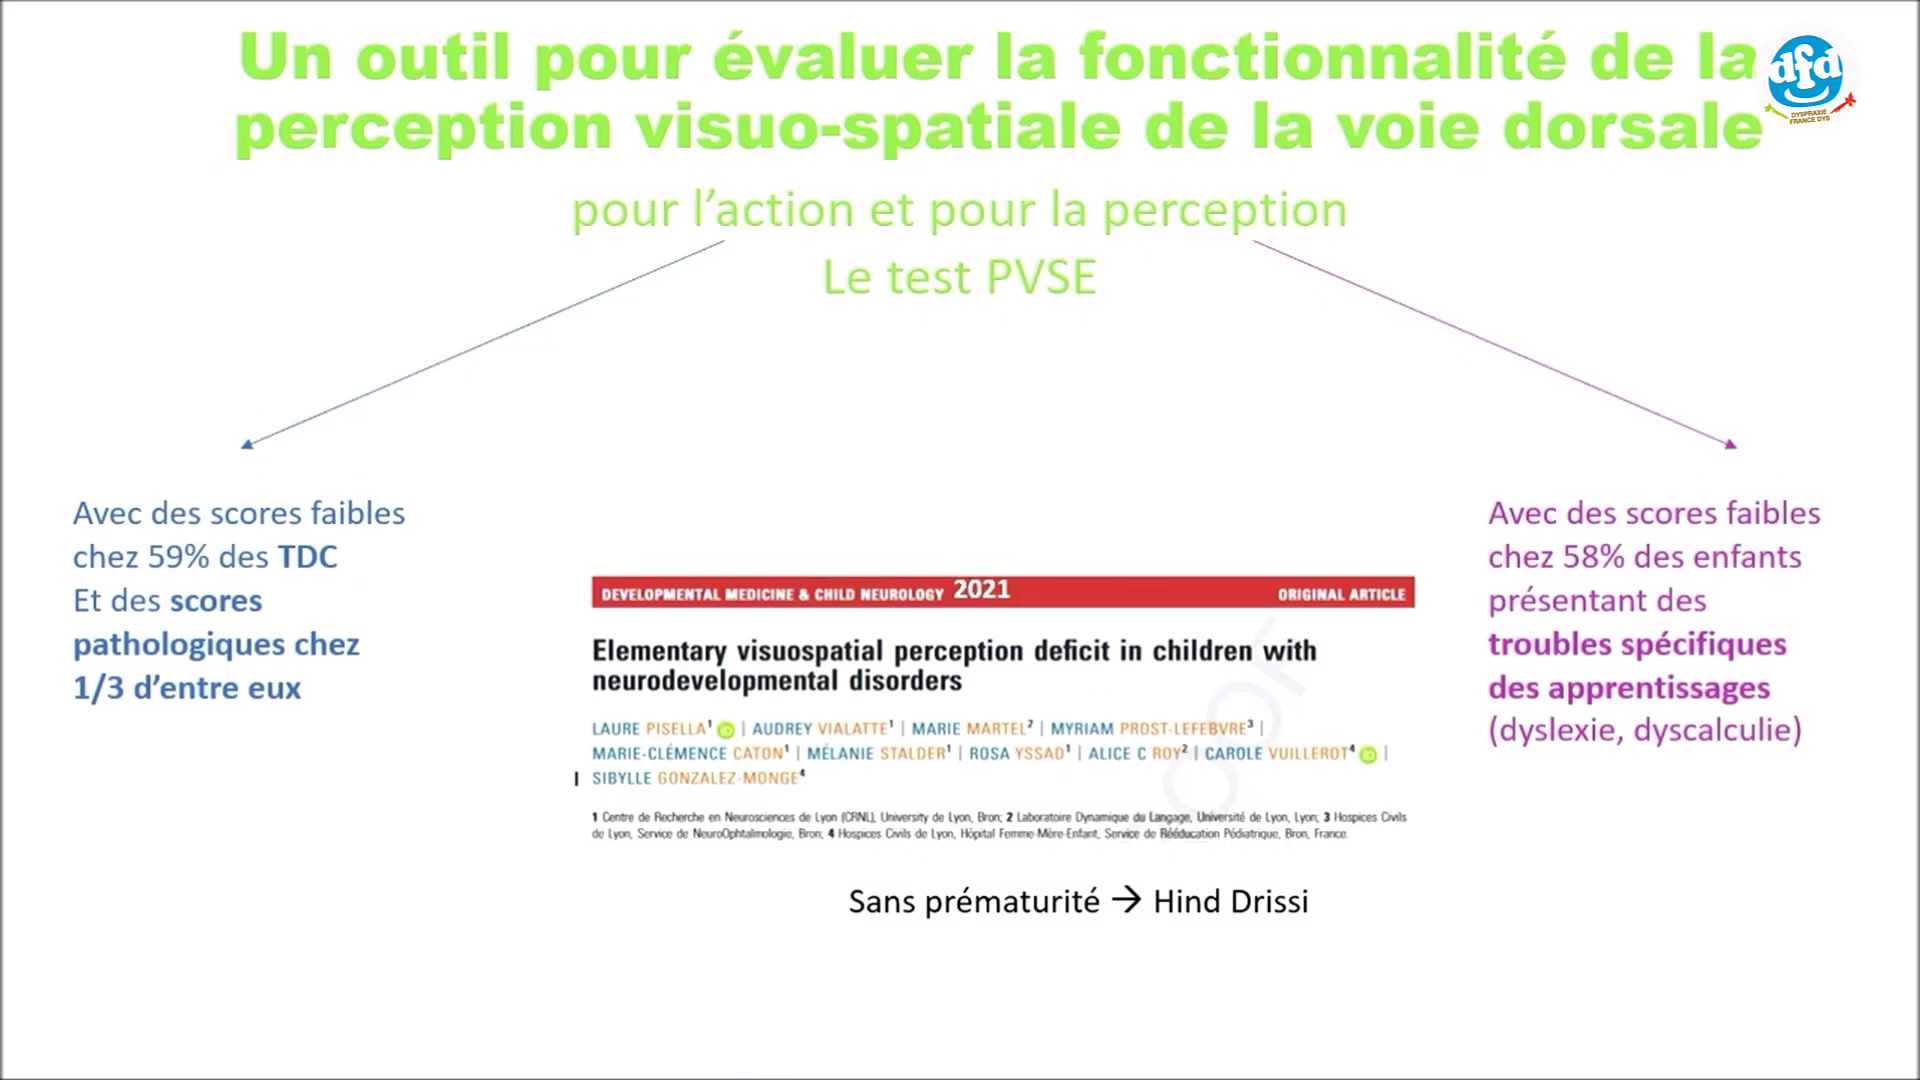 Un outil pour évaluer la fonctionnalité de la
perception visuo-spatiale de la voie dorsale
dfd
DYSPRAXIE
FRANCE DYS
pour l’action et pour la perception
Le test PVSE
Avec des scores faibles
chez 59% des TDC
Et des scores
pathologiques chez
1/3 d’entre eux
DEVELOPMENTAL MEDICINE & CHILD NEUROLOGY 2021 ORIGINAL ARTICLE
Elementary visuospatial perception deficit in children with
neurodevelopmental disorders
LAURE PISELLA¹ | AUDREY VIALATTE¹ | MARIE MARTEL² | MYRIAM PROST-LEFEBVRE³ |
MARIE-CLÉMENCE CATON¹ | MÉLANIE STALDER¹ | ROSA YSSAD¹ | ALICE C ROY² | CAROLE VUILLEROT⁴ |
| SIBYLLE GONZALEZ-MONGE⁴
1 Centre de Recherche en Neurosciences de Lyon (CRNL), University de Lyon, Bron; 2 Laboratoire Dynamique du Langage, Université de Lyon, Lyon; 3 Hospices Civils
de Lyon, Service de NeuroOphtalmologie, Bron; 4 Hospices Civils de Lyon, Hôpital Femme-Mère-Enfant, Service de Rééducation Pédiatrique, Bron, France.
Sans prématurité → Hind Drissi
Avec des scores faibles
chez 58% des enfants
présentant des
troubles spécifiques
des apprentissages
(dyslexie, dyscalculie)